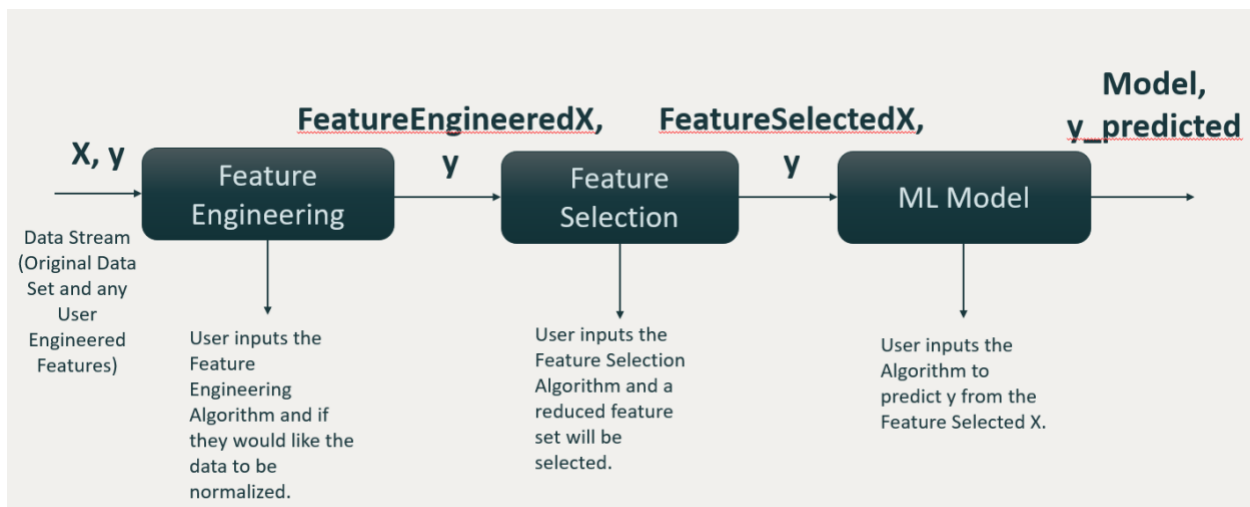 X, y
Data Stream
(Original Data
Set and any
User
Engineered
Features)
Feature
Engineering
User inputs the
Feature
Engineering
Algorithm and if
they would like the
data to be
normalized.
FeatureEngineeredX,
y
Feature
Selection
User inputs the
Feature Selection
Algorithm and a
reduced feature
set will be
selected.
FeatureSelectedX,
y
ML Model
User inputs the
Algorithm to
predict y from the
Feature Selected X.
Model,
y_predicted